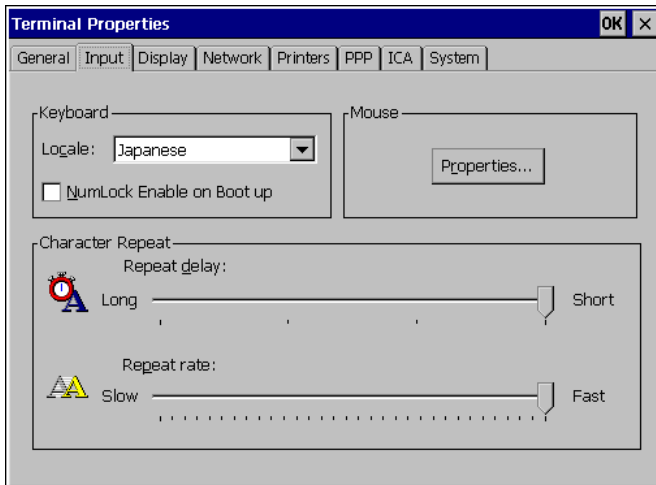 Terminal Properties OK ×
General Input Display Network Printers PPP ICA System
Keyboard
Locale: Japanese
NumLock Enable on Boot up
Mouse
Properties...
Character Repeat
Repeat delay:
Long Short
Repeat rate:
Slow Fast